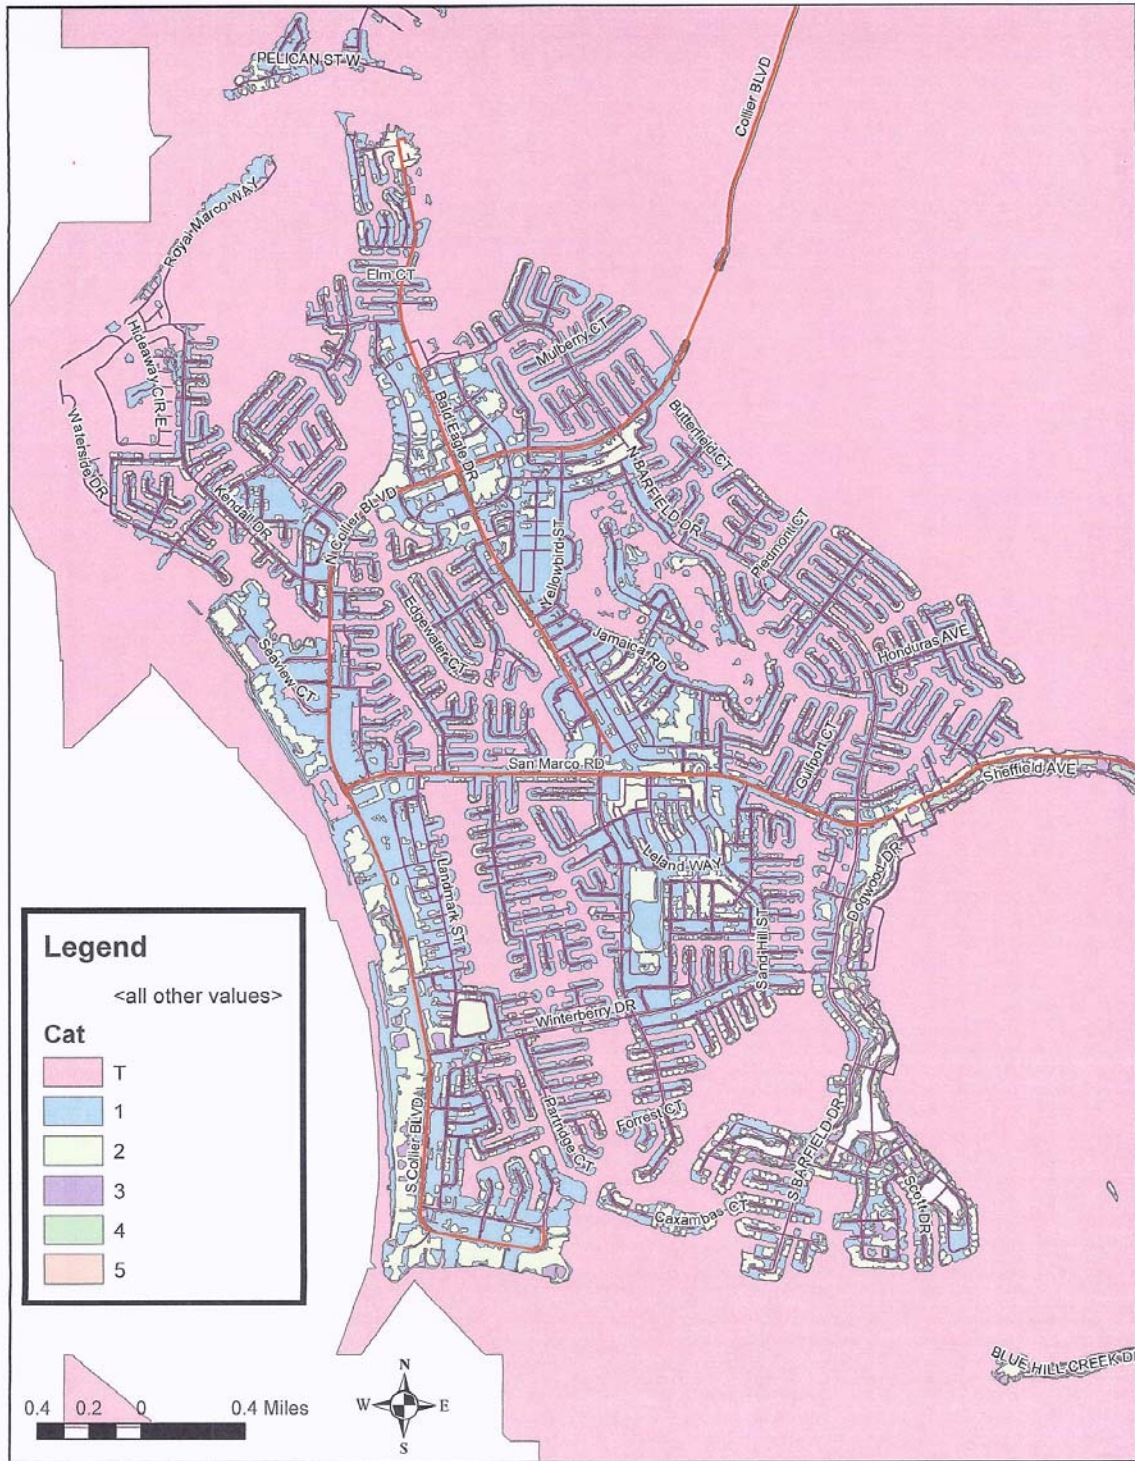 PELICAN ST W
Collier BLVD
Royal Marco WAY
Elm CT
Hideaway CIR E
Mulberry CT
Waterside DR
Bald Eagle DR
Butterfield CT
Kendall DR
N Collier BLVD
N BARFIELD DR
Piedmont CT
Yellowbird ST
Edgewater CT
Jamaica RD
Honduras AVE
Seaview CT
Gulfport CT
San Marco RD
Sheffield AVE
Landmark ST
Leland WAY
Dogwood DR
Sand Hill ST
Winterberry DR
S Collier BLVD
Partridge CT
Forrest CT
S BARFIELD DR
Scott DR
Caxambas CT
BLUE HILL CREEK D
Legend
<all other values>
Cat
T
1
2
3
4
5
0.4 0.2 0 0.4 Miles
N
W E
S